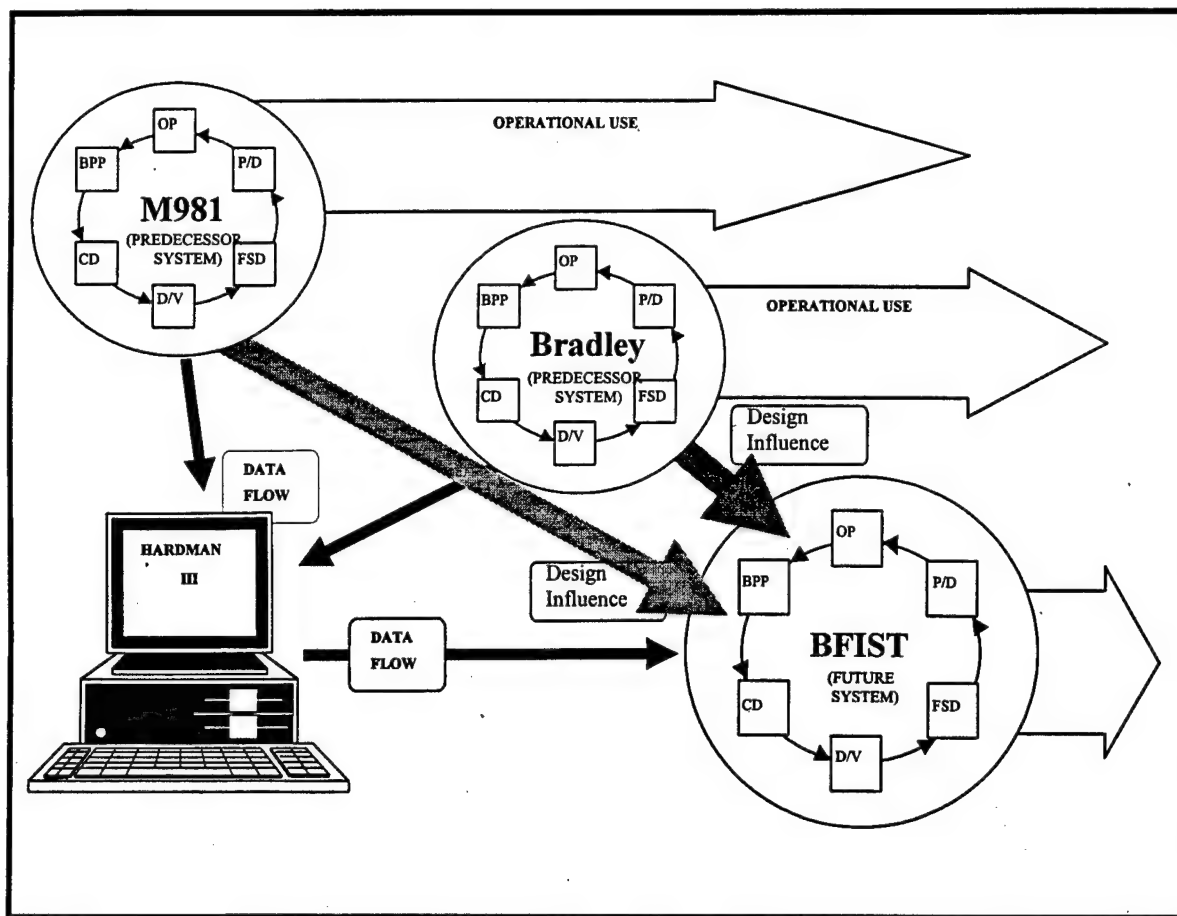 OPERATIONAL USE
OP
BPP
P/D
M981
(PREDECESSOR
SYSTEM)
CD
FSD
D/V
OPERATIONAL USE
OP
BPP
P/D
Bradley
(PREDECESSOR
SYSTEM)
CD
FSD
D/V
Design
Influence
DATA
FLOW
HARDMAN
III
Design
Influence
DATA
FLOW
OP
BPP
P/D
BFIST
(FUTURE
SYSTEM)
CD
FSD
D/V